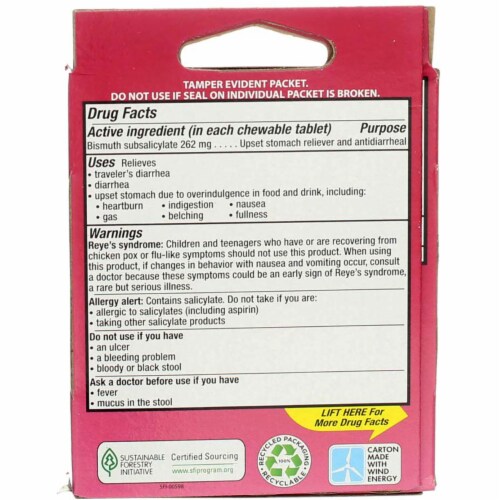 TAMPER EVIDENT PACKET.
DO NOT USE IF SEAL ON INDIVIDUAL PACKET IS BROKEN.
Drug Facts
Active ingredient (in each chewable tablet) Purpose
Bismuth subsalicylate 262 mg . . . . . Upset stomach reliever and antidiarrheal
Uses Relieves
• traveler's diarrhea
• diarrhea
• upset stomach due to overindulgence in food and drink, including:
• heartburn • indigestion • nausea
• gas • belching • fullness
Warnings
Reye's syndrome: Children and teenagers who have or are recovering from
chicken pox or flu-like symptoms should not use this product. When using
this product, if changes in behavior with nausea and vomiting occur, consult
a doctor because these symptoms could be an early sign of Reye's syndrome,
a rare but serious illness.
Allergy alert: Contains salicylate. Do not take if you are:
• allergic to salicylates (including aspirin)
• taking other salicylate products
Do not use if you have
• an ulcer
• a bleeding problem
• bloody or black stool
Ask a doctor before use if you have
• fever
• mucus in the stool
LIFT HERE For
More Drug Facts
SUSTAINABLE
FORESTRY
INITIATIVE
Certified Sourcing
www.sfiprogram.org
RECYCLED PACKAGING
100%
RECYCLABLE
CARTON
MADE
WITH
WIND
ENERGY